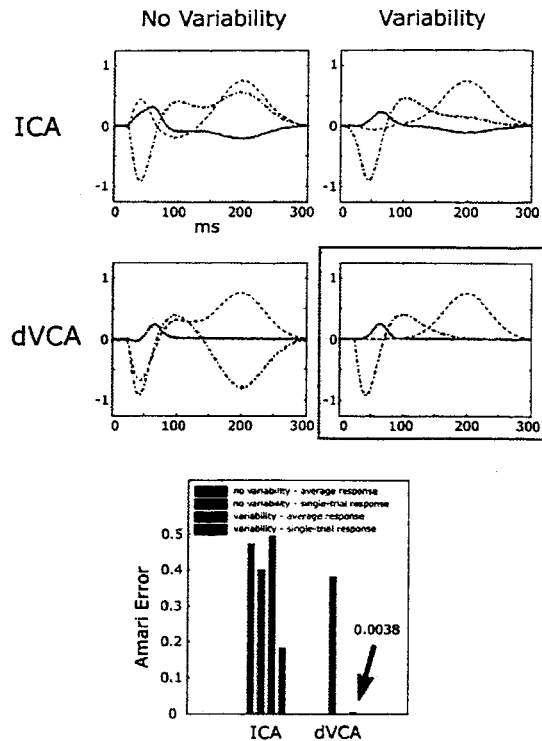 No Variability
Variability
ICA
1
0
-1
0 100 200 300
ms
0 100 200 300
dVCA
1
0
-1
0 100 200 300
1
0
-1
0 100 200 300
no variability - average response
no variability - single-trial response
variability - average response
variability - single-trial response
Amari Error
0.5
0.4
0.3
0.2
0.1
0
0.0038
ICA dVCA